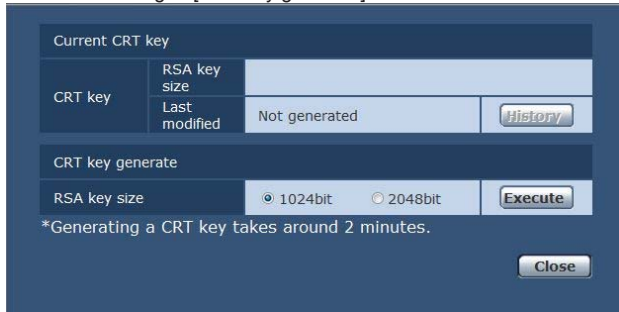 Current CRT key
CRT key
RSA key
size
Last
modified
Not generated
History
CRT key generate
RSA key size
1024bit
2048bit
Execute
*Generating a CRT key takes around 2 minutes.
Close